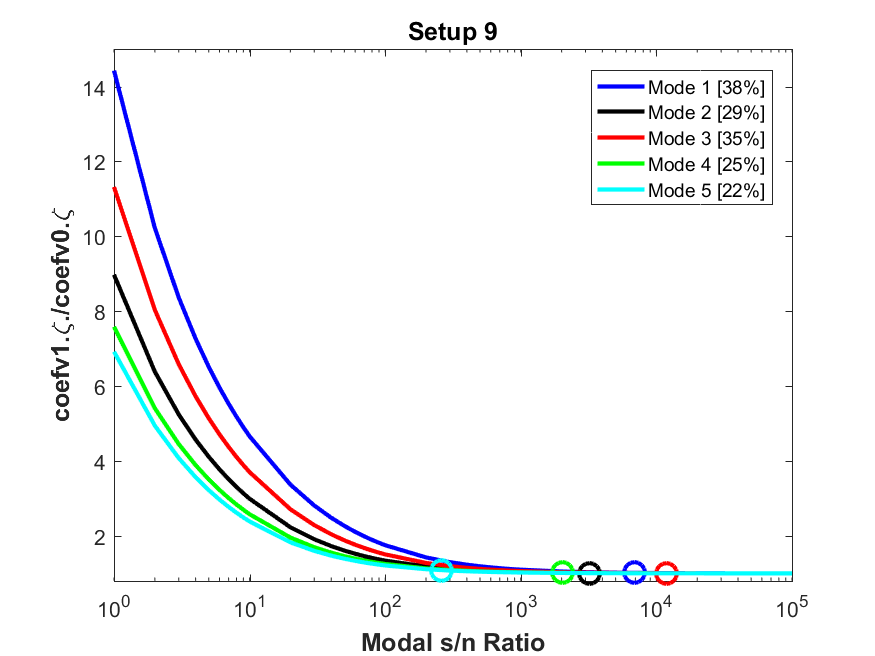 Setup 9
coefv1.ζ./coefv0.ζ
14
12
10
8
6
4
2
Mode 1 [38%]
Mode 2 [29%]
Mode 3 [35%]
Mode 4 [25%]
Mode 5 [22%]
10⁰ 10¹ 10² 10³ 10⁴ 10⁵
Modal s/n Ratio